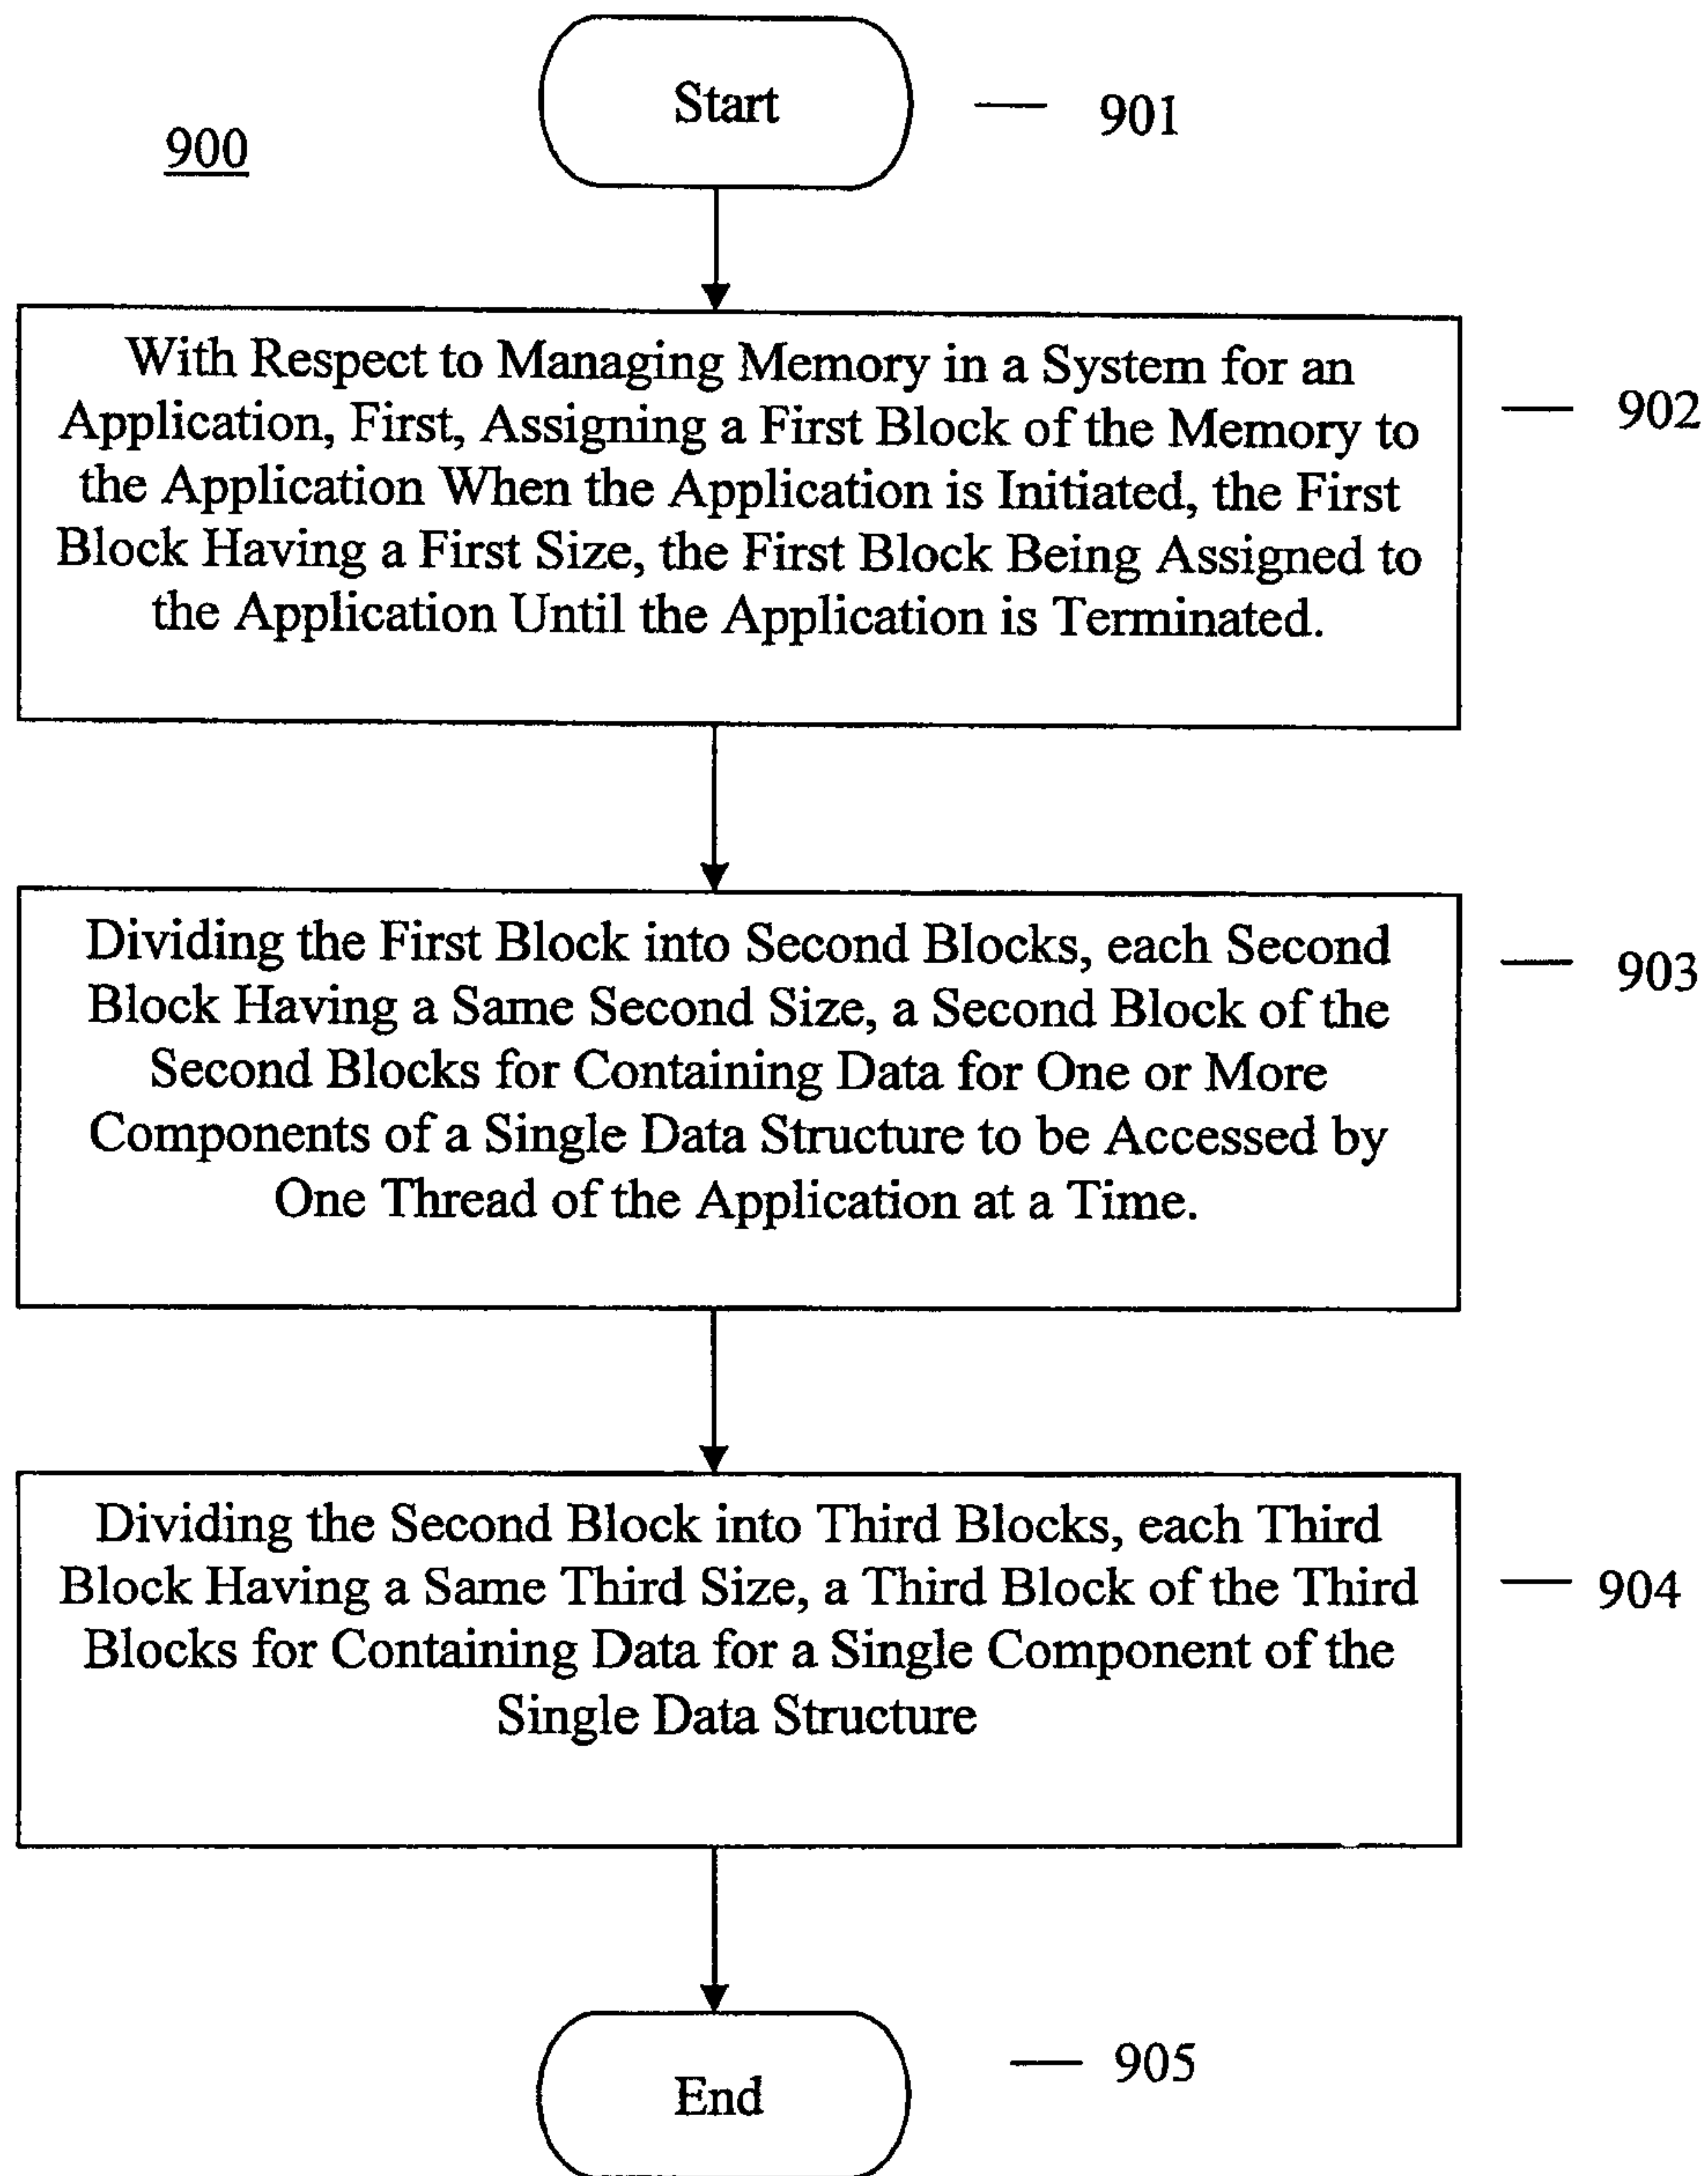 Start
901
900
With Respect to Managing Memory in a System for an
Application, First, Assigning a First Block of the Memory to
the Application When the Application is Initiated, the First
Block Having a First Size, the First Block Being Assigned to
the Application Until the Application is Terminated.
902
Dividing the First Block into Second Blocks, each Second
Block Having a Same Second Size, a Second Block of the
Second Blocks for Containing Data for One or More
Components of a Single Data Structure to be Accessed by
One Thread of the Application at a Time.
903
Dividing the Second Block into Third Blocks, each Third
Block Having a Same Third Size, a Third Block of the Third
Blocks for Containing Data for a Single Component of the
Single Data Structure
904
End
905